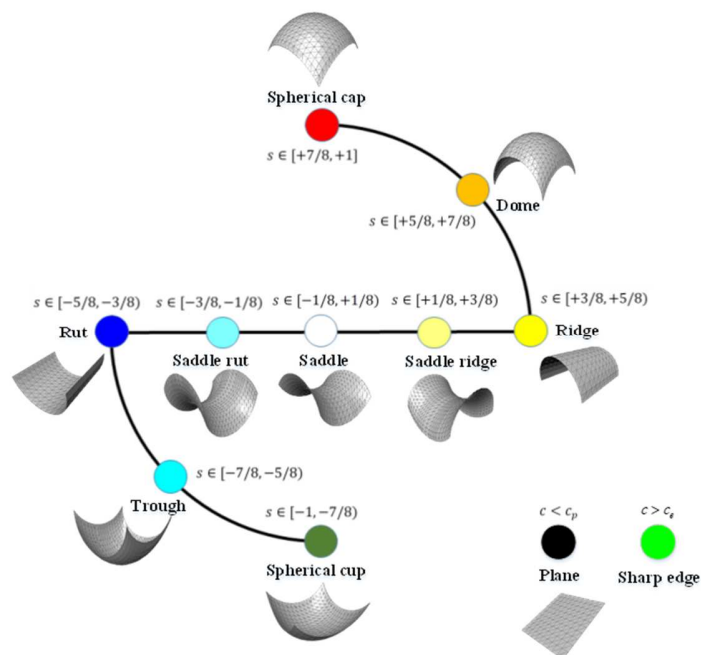 Spherical cap
s ∈ [+7/8, +1]
Dome
s ∈ [+5/8, +7/8)
s ∈ [−5/8, −3/8)
s ∈ [−3/8, −1/8)
s ∈ [−1/8, +1/8)
s ∈ [+1/8, +3/8)
s ∈ [+3/8, +5/8)
Rut
Saddle rut
Saddle
Saddle ridge
Ridge
s ∈ [−7/8, −5/8)
Trough
s ∈ [−1, −7/8)
Spherical cup
c < cₚ
c > cₑ
Plane
Sharp edge